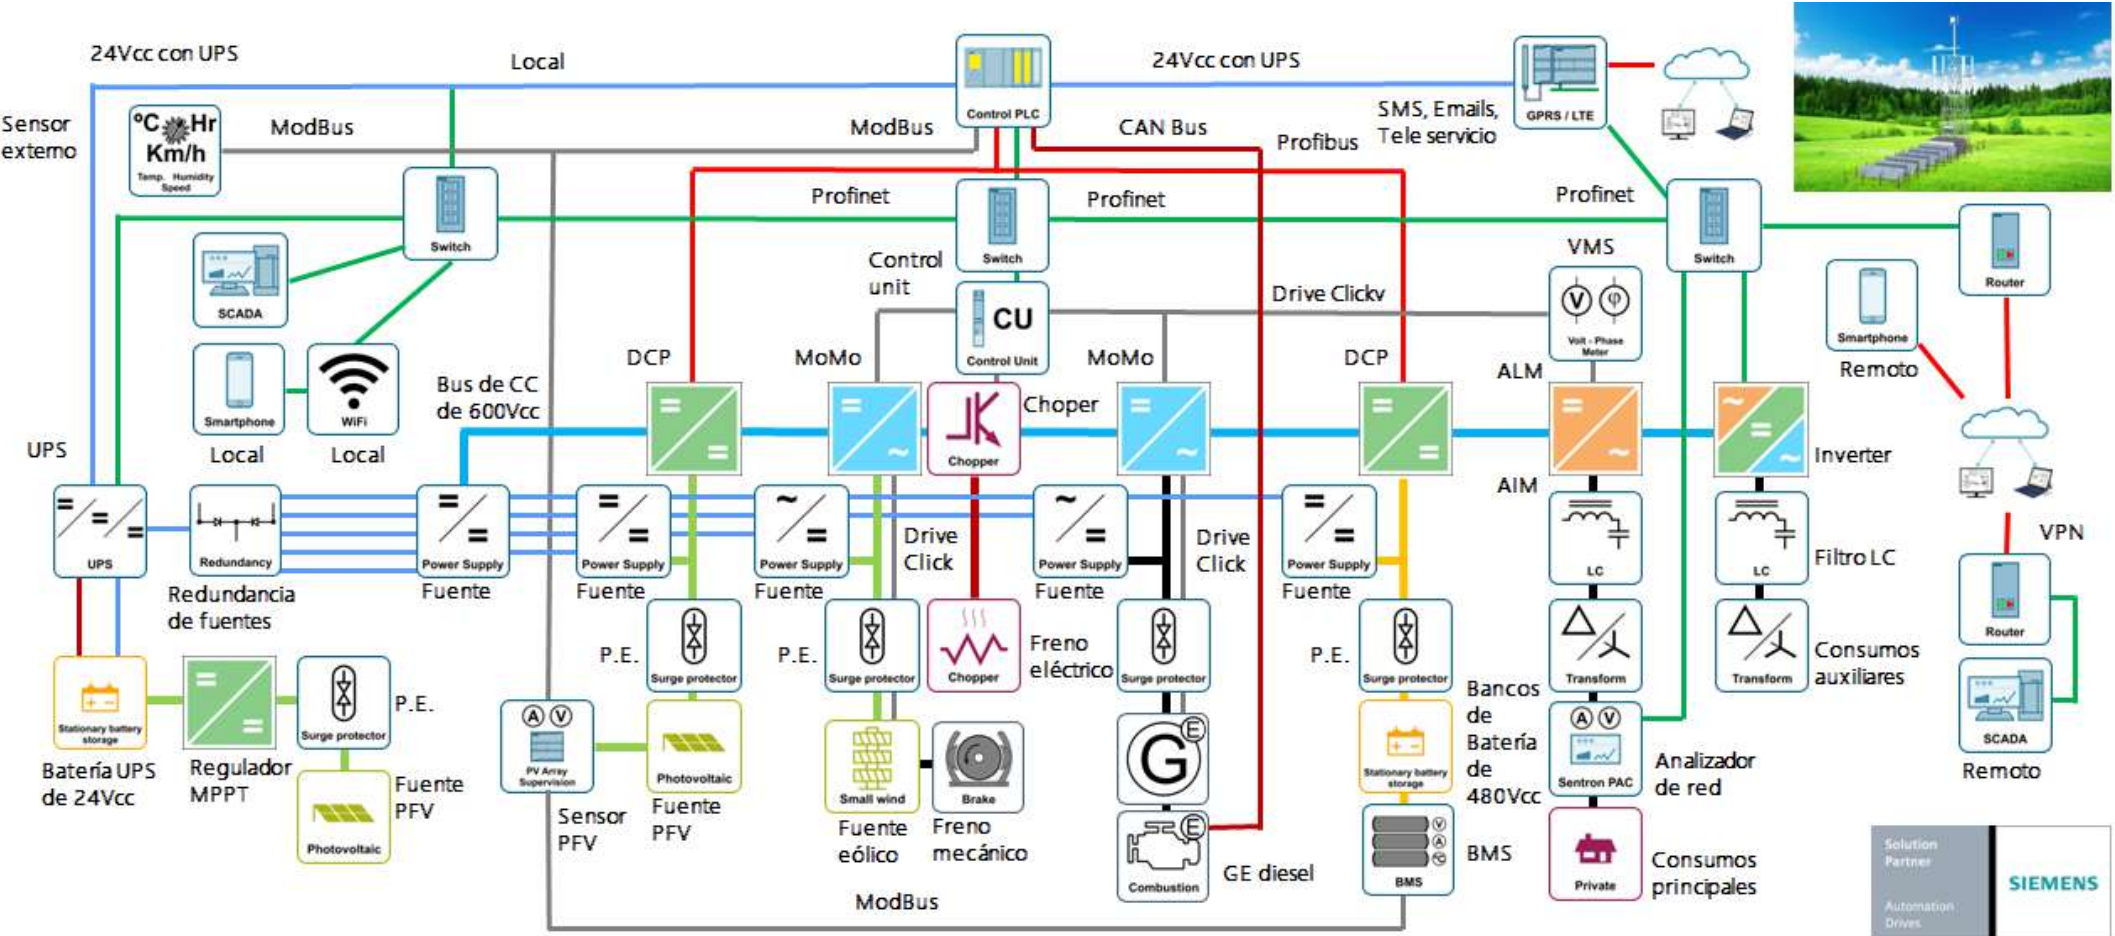 24Vcc con UPS
Local
Control PLC
24Vcc con UPS
GPRS / LTE
SMS, Emails,
Tele servicio
Sensor
externo
ºC Hr
Km/h
Temp. Humidity
Speed
ModBus
ModBus
CAN Bus
Profibus
Switch
Profinet
Switch
Profinet
Profinet
Switch
Router
SCADA
Control
unit
CU
Control Unit
Drive Clickv
VMS
V φ
Volt - Phase
Meter
Smartphone
Remoto
Smartphone
Local
WiFi
Local
Bus de CC
de 600Vcc
DCP
MoMo
Chopper
Choper
MoMo
DCP
ALM
AIM
Inverter
UPS
UPS
Redundancy
Redundancia
de fuentes
Power Supply
Fuente
Power Supply
Fuente
Power Supply
Fuente
Drive
Click
Power Supply
Fuente
Drive
Click
Power Supply
Fuente
LC
LC
Filtro LC
VPN
Router
Stationary battery
storage
Batería UPS
de 24Vcc
Regulador
MPPT
Surge protector
P.E.
Photovoltaic
Fuente
PFV
P.E.
Surge protector
P.E.
Surge protector
Chopper
Freno
eléctrico
Surge protector
P.E.
Surge protector
Transform
Transform
Consumos
auxiliares
A V
PV Array
Supervision
Sensor
PFV
Photovoltaic
Fuente
PFV
Small wind
Fuente
eólico
Brake
Freno
mecánico
G
E
E
Combustion
GE diesel
Stationary battery
storage
Bancos
de
Batería
de
480Vcc
V
A
ºC
BMS
BMS
A V
Sentron PAC
Analizador
de red
Private
Consumos
principales
SCADA
Remoto
ModBus
Solution
Partner
Automation
Drives
SIEMENS